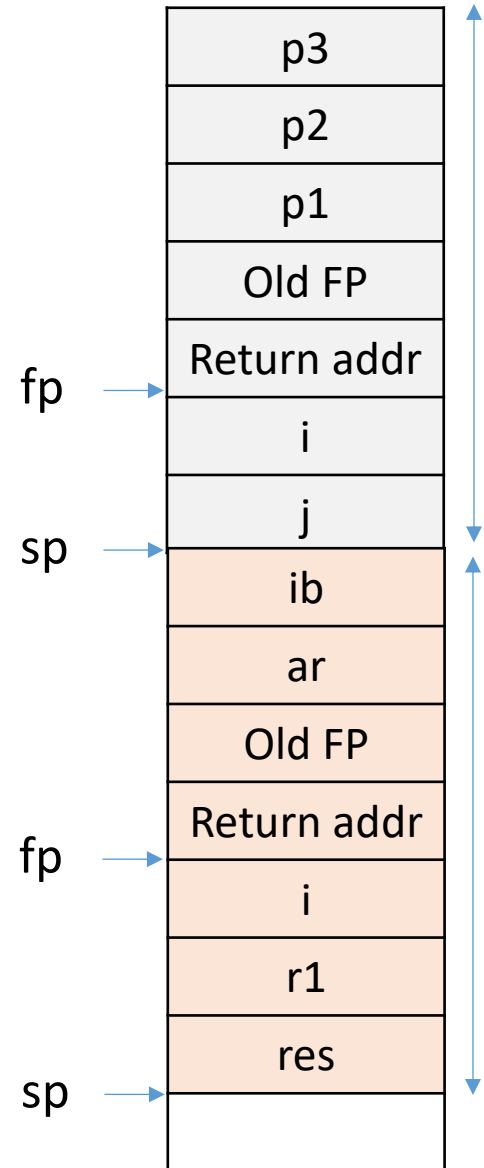 p3
p2
p1
Old FP
Return addr
fp
i
j
sp
ib
ar
Old FP
Return addr
fp
i
r1
res
sp